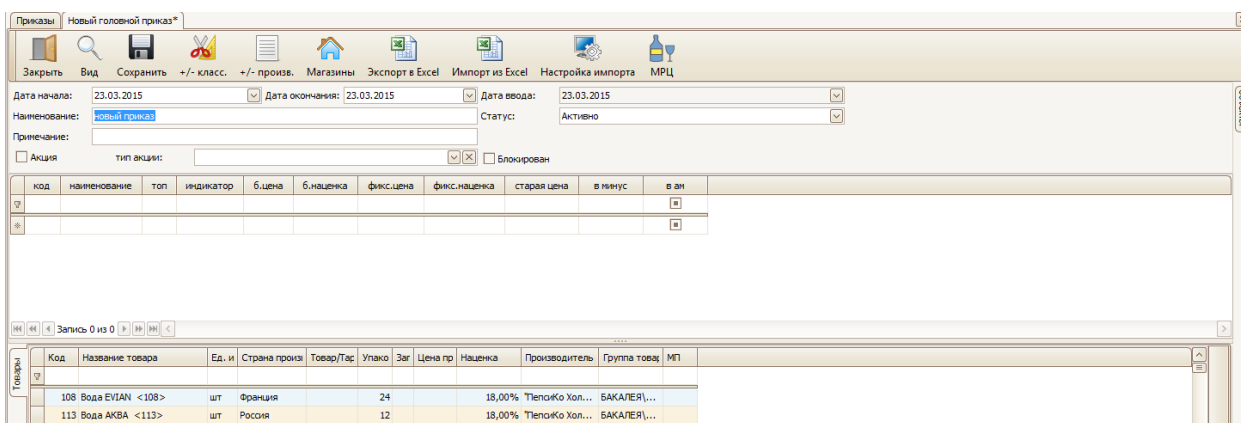 Приказы Новый головной приказ*
Закрыть Вид Сохранить +/- класс. +/- произв. Магазины Экспорт в Excel Импорт из Excel Настройка импорта МРЦ
Дата начала: 23.03.2015 Дата окончания: 23.03.2015 Дата ввода: 23.03.2015
Наименование: новый приказ Статус: Активно
Примечание:
Акция тип акции: Блокирован
код наименование топ индикатор б.цена б.наценка фикс.цена фикс.наценка старая цена в минус в ан
Запись 0 из 0
Товары
Код Название товара Ед. и Страна произ Товар/Тар Упако Заг Цена пр Наценка Производитель Группа товар МП
108 Вода EVIAN <108> шт Франция 24 18,00% "ПепсиКо Хол... БАКАЛЕЯ\...
113 Вода АКВА <113> шт Россия 12 18,00% "ПепсиКо Хол... БАКАЛЕЯ\...